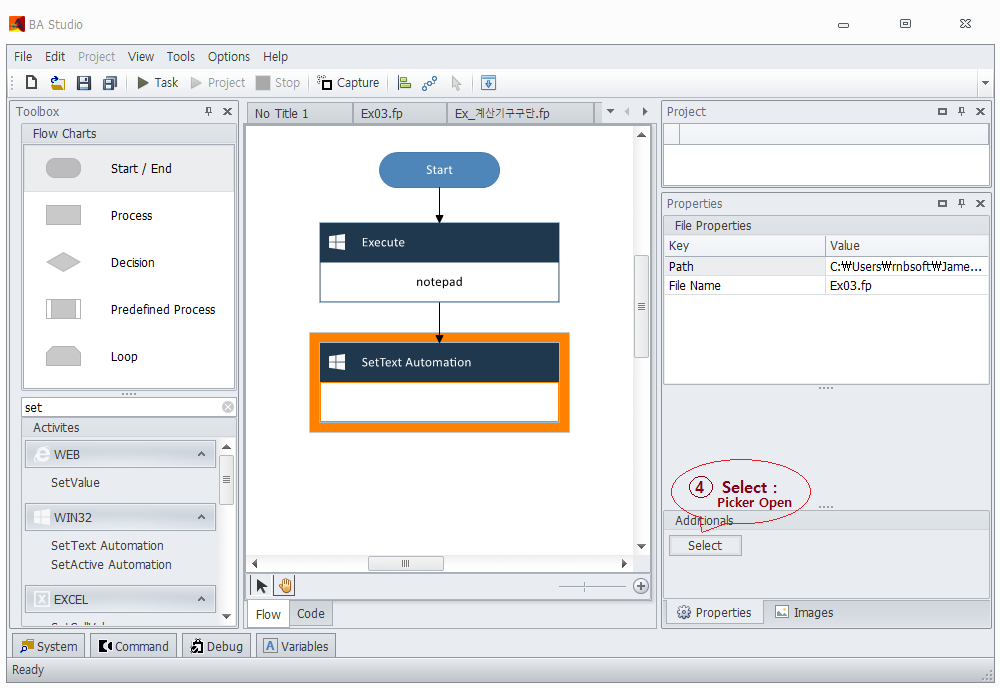 BA Studio
File Edit Project View Tools Options Help
Task Project Stop Capture
Toolbox
Flow Charts
Start / End
Process
Decision
Predefined Process
Loop
set
Activites
WEB
SetValue
WIN32
SetText Automation
SetActive Automation
EXCEL
No Title 1 Ex03.fp Ex_계산기구구단.fp
Start
Execute
notepad
SetText Automation
Flow Code
Project
Properties
File Properties
Key Value
Path C:₩Users₩rnbsoft₩Jame...
File Name Ex03.fp
④ Select :
Picker Open
Additionals
Select
Properties Images
System Command Debug Variables
Ready